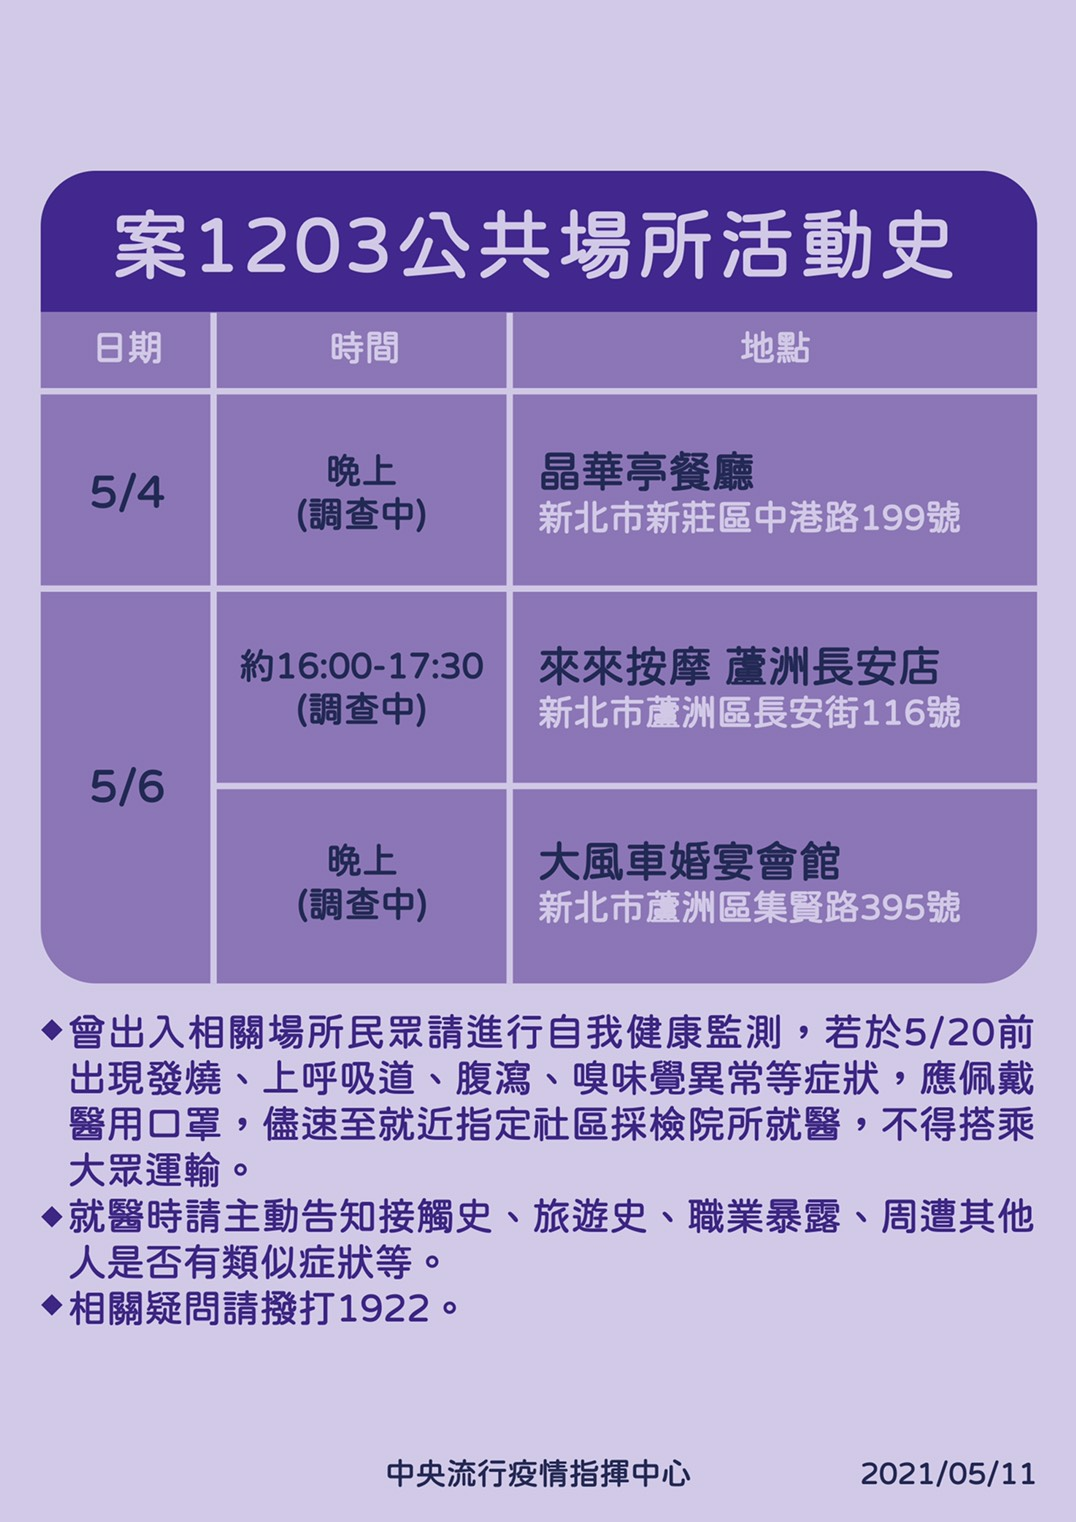 案1203公共場所活動史
日期 時間 地點
5/4
晚上
(調查中)
晶華亭餐廳
新北市新莊區中港路199號
5/6
約16:00-17:30
(調查中)
來來按摩 蘆洲長安店
新北市蘆洲區長安街116號
晚上
(調查中)
大風車婚宴會館
新北市蘆洲區集賢路395號
◆曾出入相關場所民眾請進行自我健康監測，若於5/20前
出現發燒、上呼吸道、腹瀉、嗅味覺異常等症狀，應佩戴
醫用口罩，儘速至就近指定社區採檢院所就醫，不得搭乘
大眾運輸。
◆就醫時請主動告知接觸史、旅遊史、職業暴露、周遭其他
人是否有類似症狀等。
◆相關疑問請撥打1922。
中央流行疫情指揮中心 2021/05/11